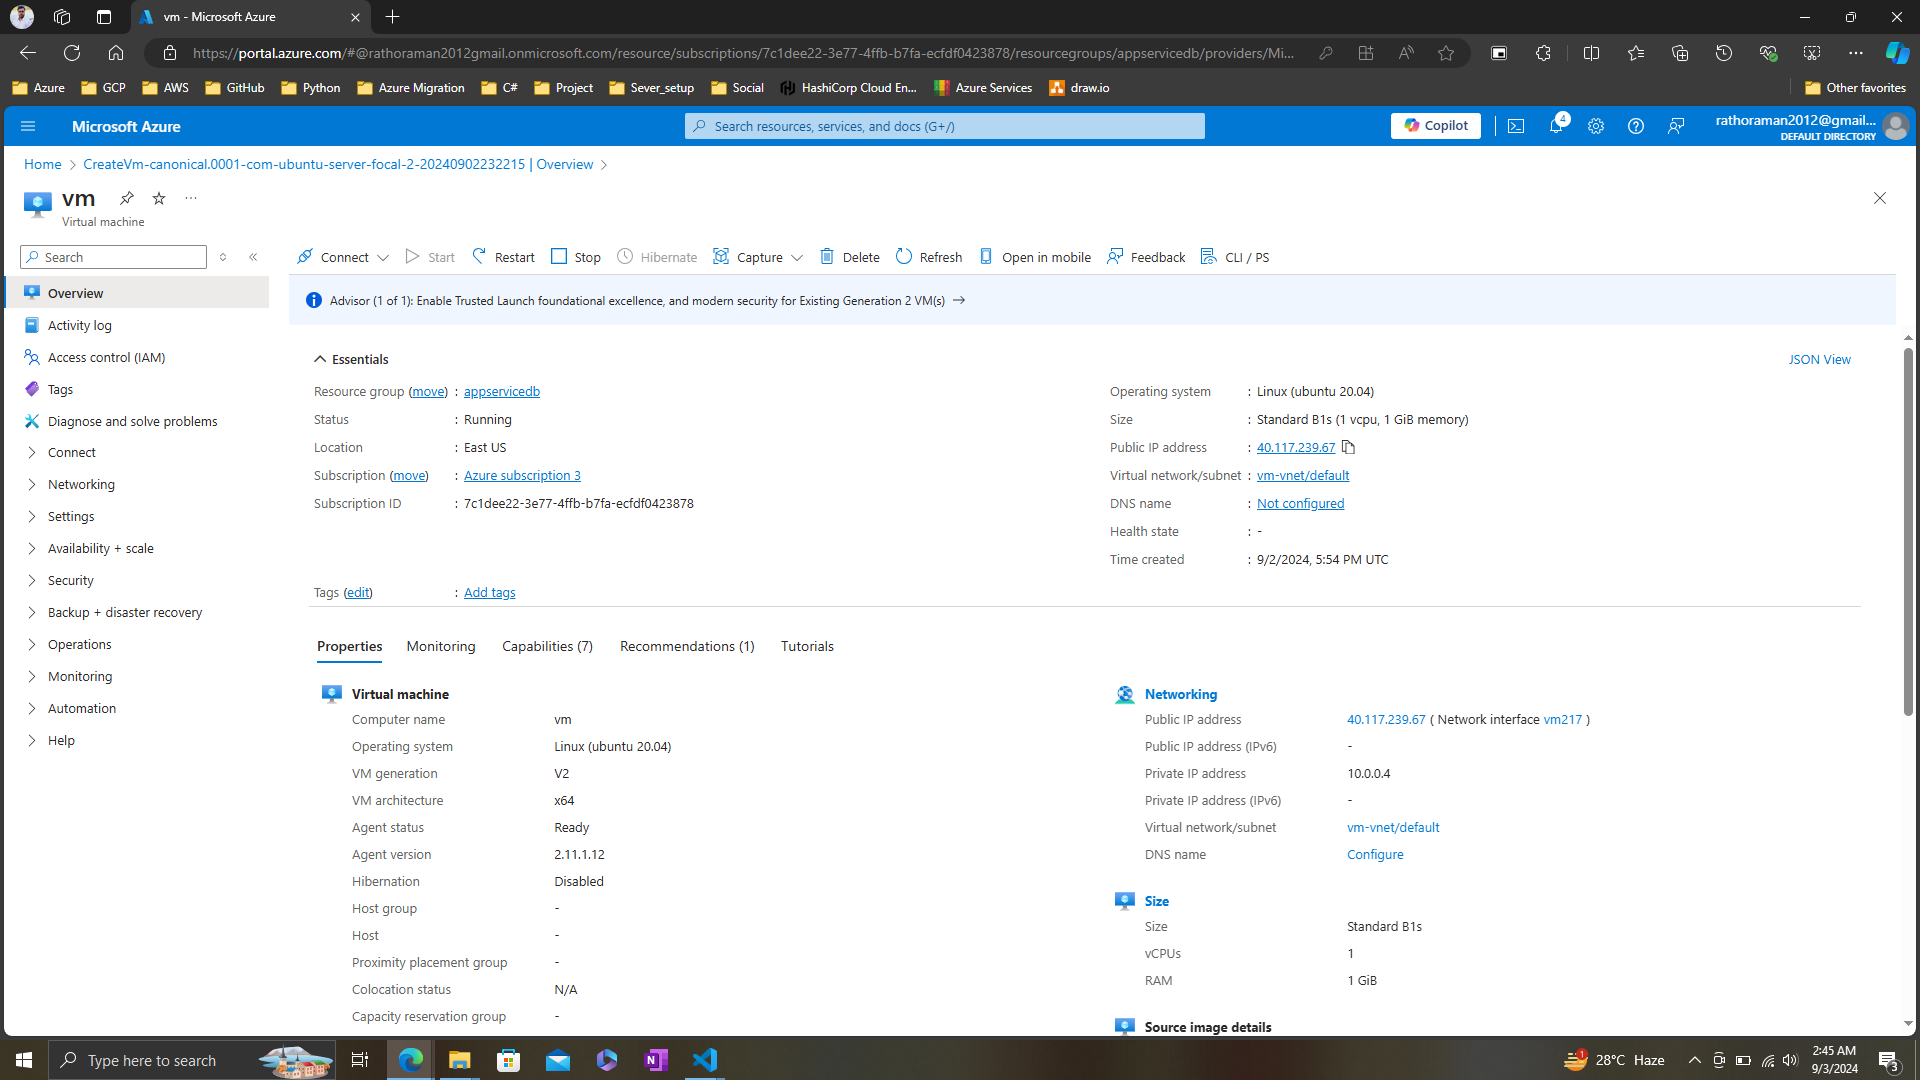 vm - Microsoft Azure
https://portal.azure.com/#@rathoraman2012gmail.onmicrosoft.com/resource/subscriptions/7c1dee22-3e77-4ffb-b7fa-ecfdf0423878/resourcegroups/appservicedb/providers/Mi...
Azure GCP AWS GitHub Python Azure Migration C# Project Sever_setup Social HashiCorp Cloud En... Azure Services draw.io Other favorites
Microsoft Azure
Search resources, services, and docs (G+/)
Copilot
4
rathoraman2012@gmail....
DEFAULT DIRECTORY
Home > CreateVm-canonical.0001-com-ubuntu-server-focal-2-20240902232215 | Overview >
vm
Virtual machine
Search
Connect Start Restart Stop Hibernate Capture Delete Refresh Open in mobile Feedback CLI / PS
Overview
Activity log
Access control (IAM)
Tags
Diagnose and solve problems
Connect
Networking
Settings
Availability + scale
Security
Backup + disaster recovery
Operations
Monitoring
Automation
Help
Advisor (1 of 1): Enable Trusted Launch foundational excellence, and modern security for Existing Generation 2 VM(s) →
Essentials
JSON View
Resource group (move) : appservicedb
Status : Running
Location : East US
Subscription (move) : Azure subscription 3
Subscription ID : 7c1dee22-3e77-4ffb-b7fa-ecfdf0423878
Operating system : Linux (ubuntu 20.04)
Size : Standard B1s (1 vcpu, 1 GiB memory)
Public IP address : 40.117.239.67
Virtual network/subnet : vm-vnet/default
DNS name : Not configured
Health state : -
Time created : 9/2/2024, 5:54 PM UTC
Tags (edit) : Add tags
Properties Monitoring Capabilities (7) Recommendations (1) Tutorials
Virtual machine
Computer name vm
Operating system Linux (ubuntu 20.04)
VM generation V2
VM architecture x64
Agent status Ready
Agent version 2.11.1.12
Hibernation Disabled
Host group -
Host -
Proximity placement group -
Colocation status N/A
Capacity reservation group -
Networking
Public IP address 40.117.239.67 ( Network interface vm217 )
Public IP address (IPv6) -
Private IP address 10.0.0.4
Private IP address (IPv6) -
Virtual network/subnet vm-vnet/default
DNS name Configure
Size
Size Standard B1s
vCPUs 1
RAM 1 GiB
Source image details
Type here to search
1
28°C Haze
2:45 AM
9/3/2024
3